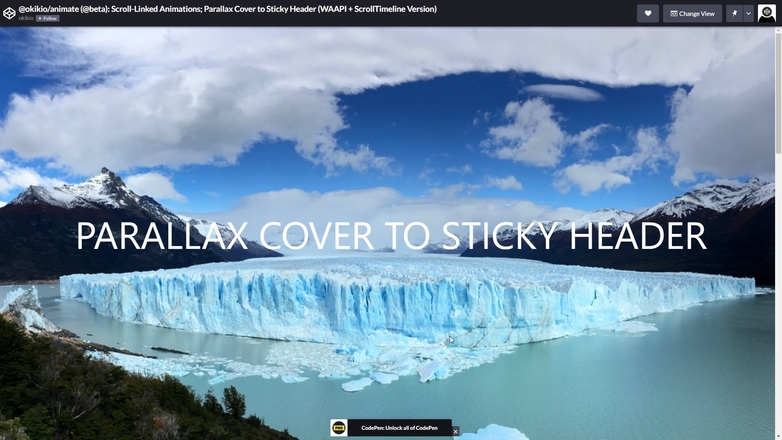 @okikio/animate (@beta): Scroll-Linked Animations; Parallax Cover to Sticky Header (WAAPI + ScrollTimeline Version)
okikio + Follow
Change View
PARALLAX COVER TO STICKY HEADER
PRO
CodePen: Unlock all of CodePen